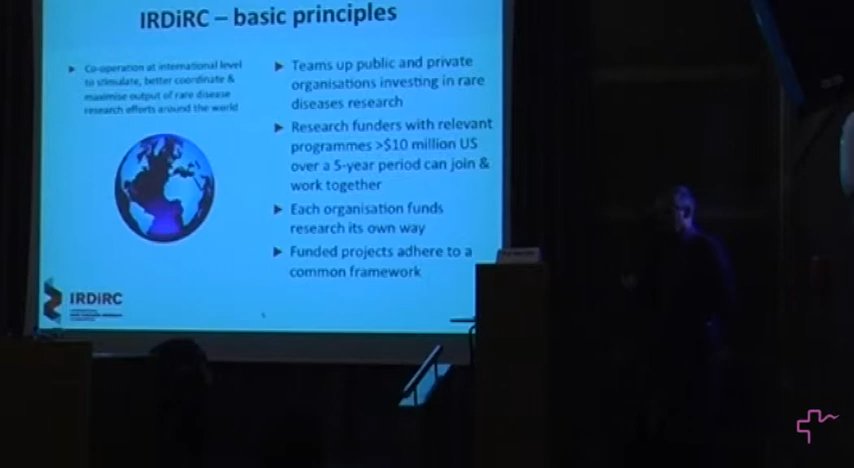 IRDiRC – basic principles
► Co-operation at international level
to stimulate, better coordinate &
maximise output of rare disease
research efforts around the world
► Teams up public and private
organisations investing in rare
diseases research
► Research funders with relevant
programmes >$10 million US
over a 5-year period can join &
work together
► Each organisation funds
research its own way
► Funded projects adhere to a
common framework
IRDiRC